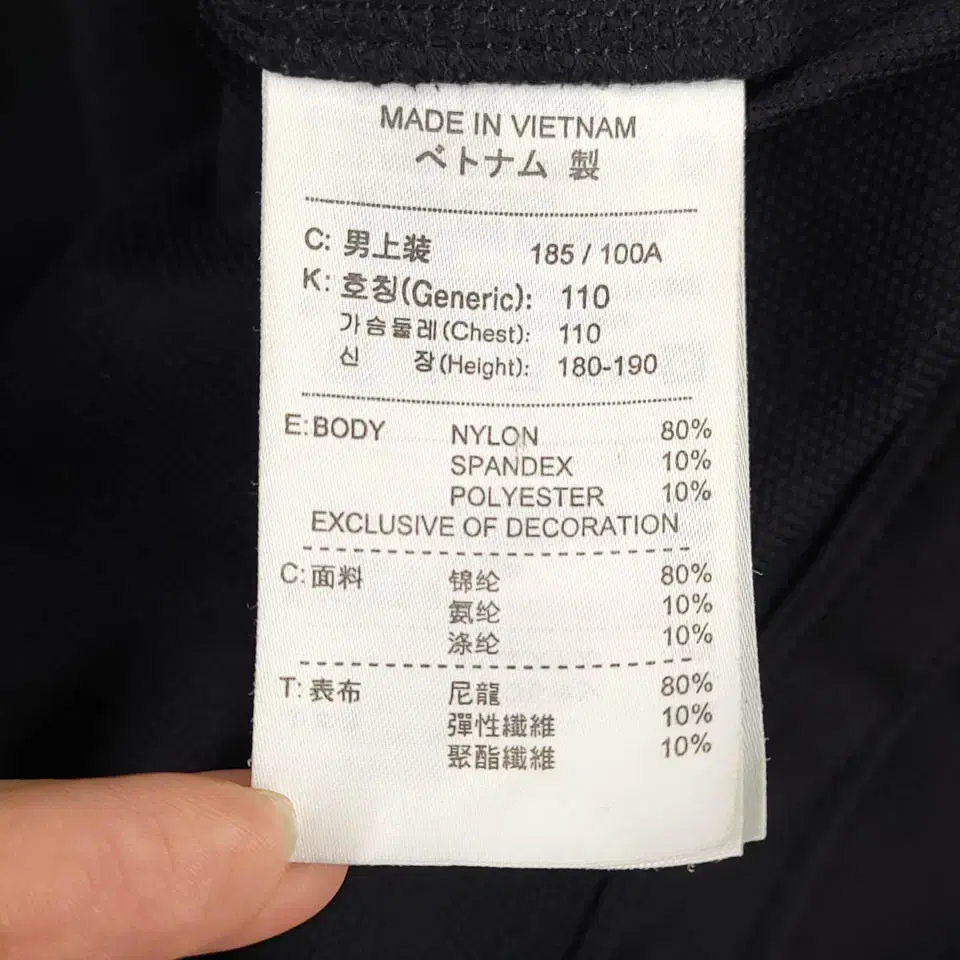 MADE IN VIETNAM
ベトナム 製
C: 男上装 185 / 100A
K: 호칭(Generic): 110
가슴둘레(Chest): 110
신 장(Height): 180-190
E:BODY NYLON 80%
SPANDEX 10%
POLYESTER 10%
EXCLUSIVE OF DECORATION
C:面料 锦纶 80%
氨纶 10%
涤纶 10%
T:表布 尼龍 80%
彈性纖維 10%
聚酯纖維 10%